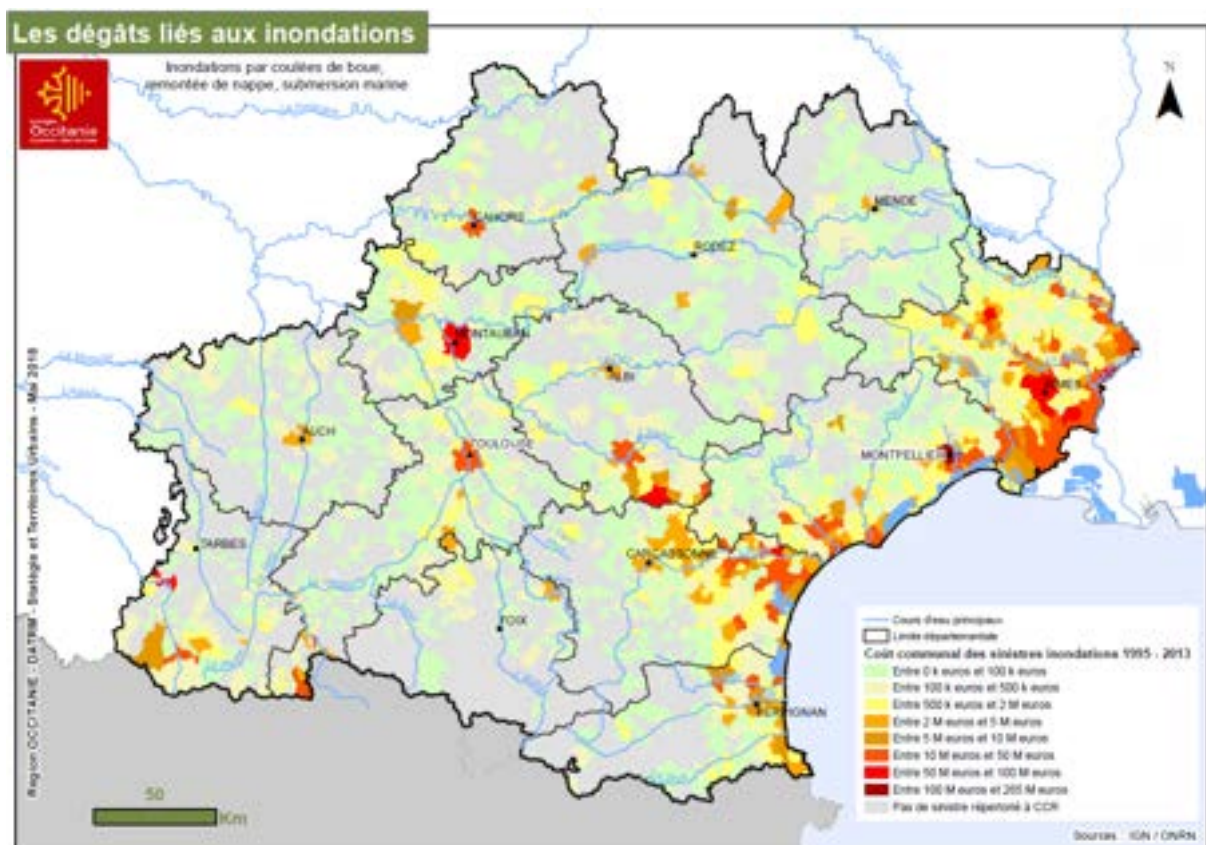 Les dégâts liés aux inondations
Inondations par coulées de boue,
remontée de nappe, submersion marine
Occitanie
N
CAHORS
MENDE
RODEZ
MONTAUBAN
ALBI
NIMES
AUCH
TOULOUSE
MONTPELLIER
TARBES
CARCASSONNE
FOIX
PERPIGNAN
Région OCCITANIE - DATRIM - Stratégie et Territoires Urbains - Mai 2018
50
Km
Cours d'eau principaux
Limite départementale
Coût communal des sinistres inondations 1995 - 2013
Entre 0 k euros et 100 k euros
Entre 100 k euros et 500 k euros
Entre 500 k euros et 2 M euros
Entre 2 M euros et 5 M euros
Entre 5 M euros et 10 M euros
Entre 10 M euros et 50 M euros
Entre 50 M euros et 100 M euros
Entre 100 M euros et 265 M euros
Pas de sinistre répertorié à CCR
Sources : IGN / ONRN